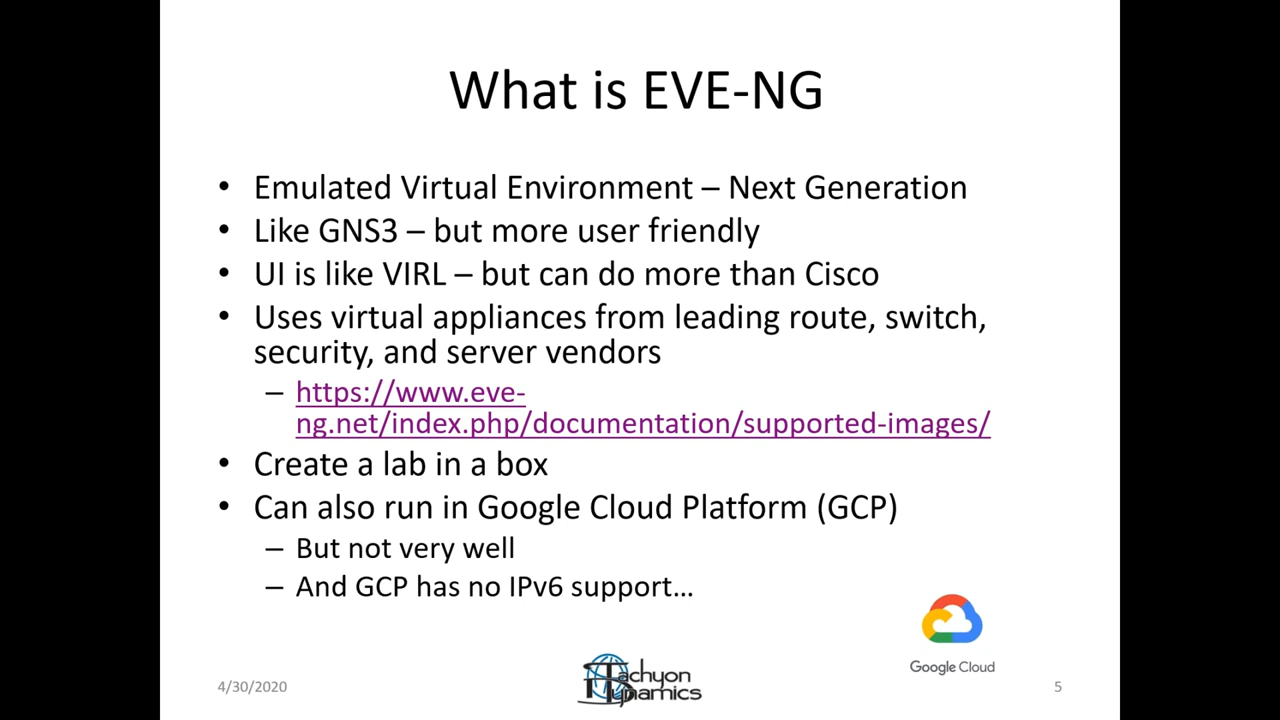 What is EVE-NG
• Emulated Virtual Environment – Next Generation
• Like GNS3 – but more user friendly
• UI is like VIRL – but can do more than Cisco
• Uses virtual appliances from leading route, switch,
security, and server vendors
– https://www.eve-
ng.net/index.php/documentation/supported-images/
• Create a lab in a box
• Can also run in Google Cloud Platform (GCP)
– But not very well
– And GCP has no IPv6 support…
Google Cloud
4/30/2020
Tachyon
Dynamics
5